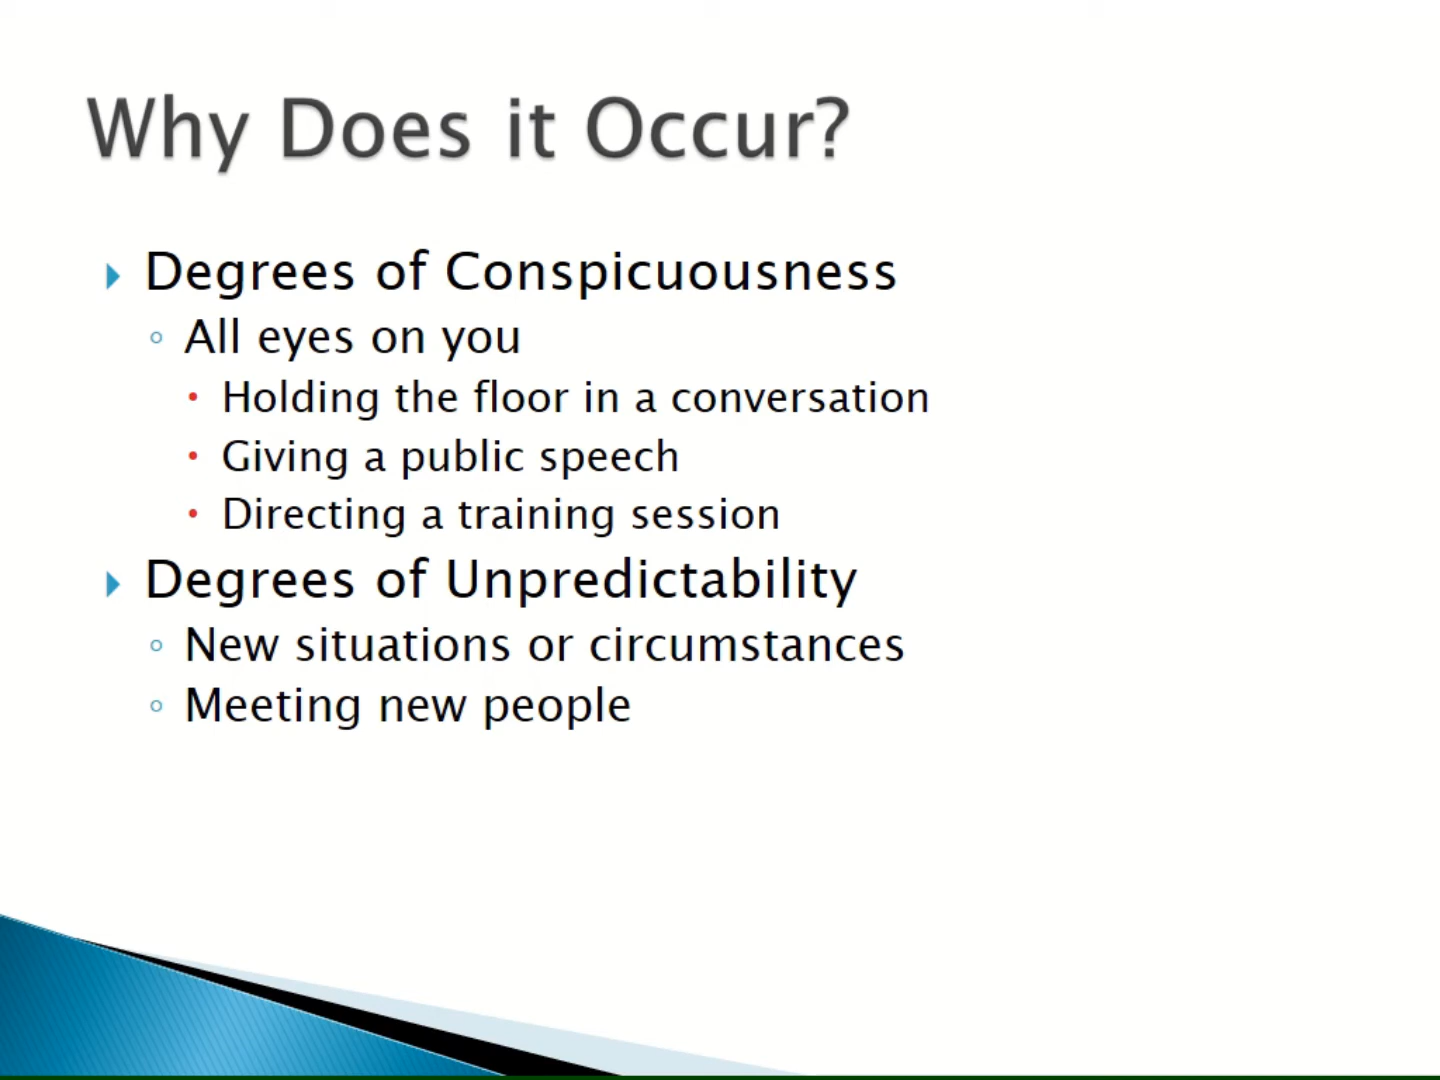 Why Does it Occur?
Degrees of Conspicuousness
All eyes on you
Holding the floor in a conversation
Giving a public speech
Directing a training session
Degrees of Unpredictability
New situations or circumstances
Meeting new people